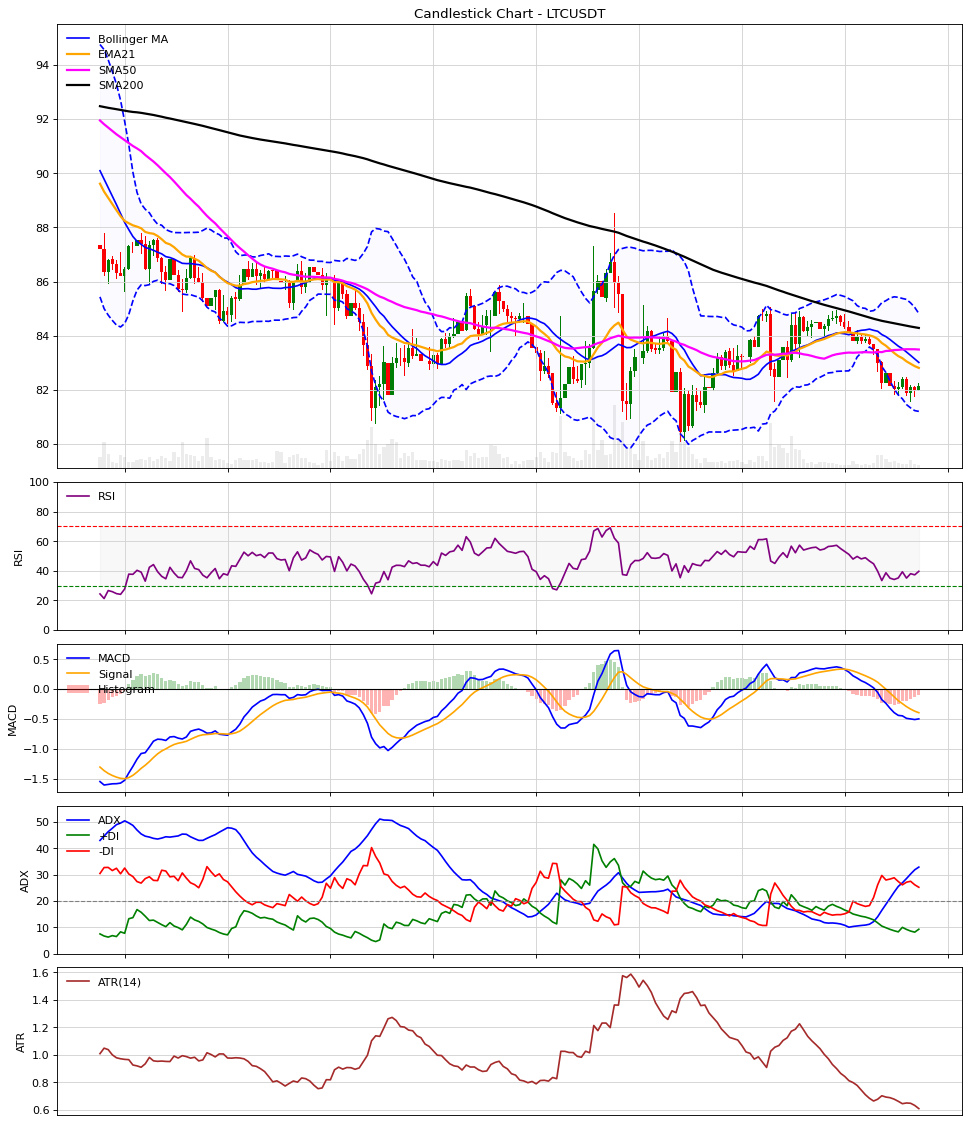 Candlestick Chart - LTCUSDT
Bollinger MA
EMA21
SMA50
SMA200
94
92
90
88
86
84
82
80
RSI
100
80
60
40
20
0
RSI
MACD
Signal
Histogram
0.5
0.0
−0.5
−1.0
−1.5
MACD
ADX
+DI
-DI
50
40
30
20
10
0
ADX
ATR(14)
1.6
1.4
1.2
1.0
0.8
0.6
ATR